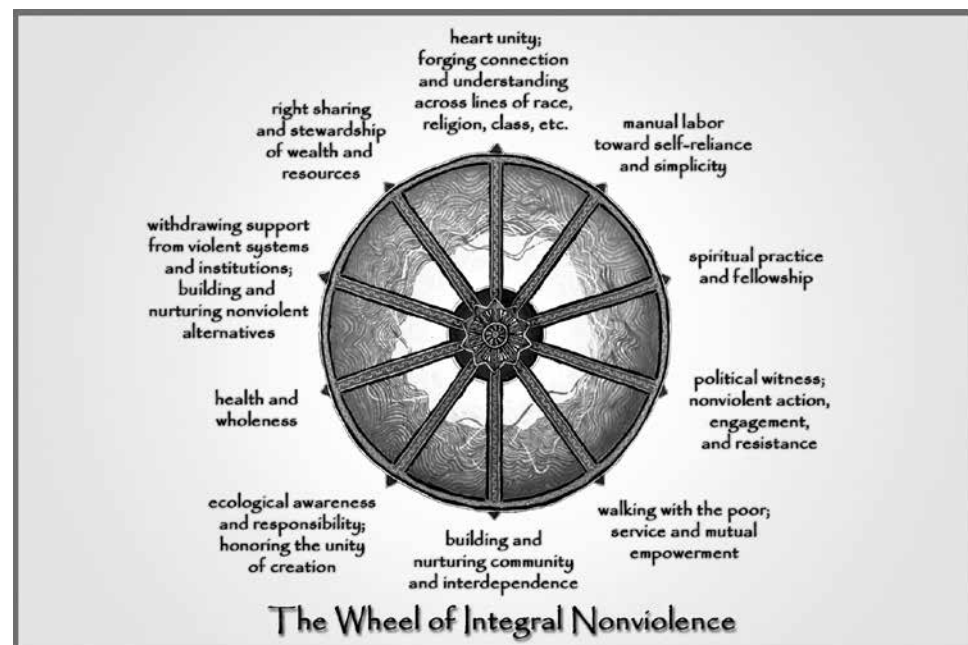 heart unity;
forging connection
and understanding
across lines of race,
religion, class, etc.
manual labor
toward self-reliance
and simplicity
spiritual practice
and fellowship
political witness;
nonviolent action,
engagement,
and resistance
walking with the poor;
service and mutual
empowerment
building and
nurturing community
and interdependence
ecological awareness
and responsibility;
honoring the unity
of creation
health and
wholeness
withdrawing support
from violent systems
and institutions;
building and
nurturing nonviolent
alternatives
right sharing
and stewardship
of wealth and
resources
The Wheel of Integral Nonviolence